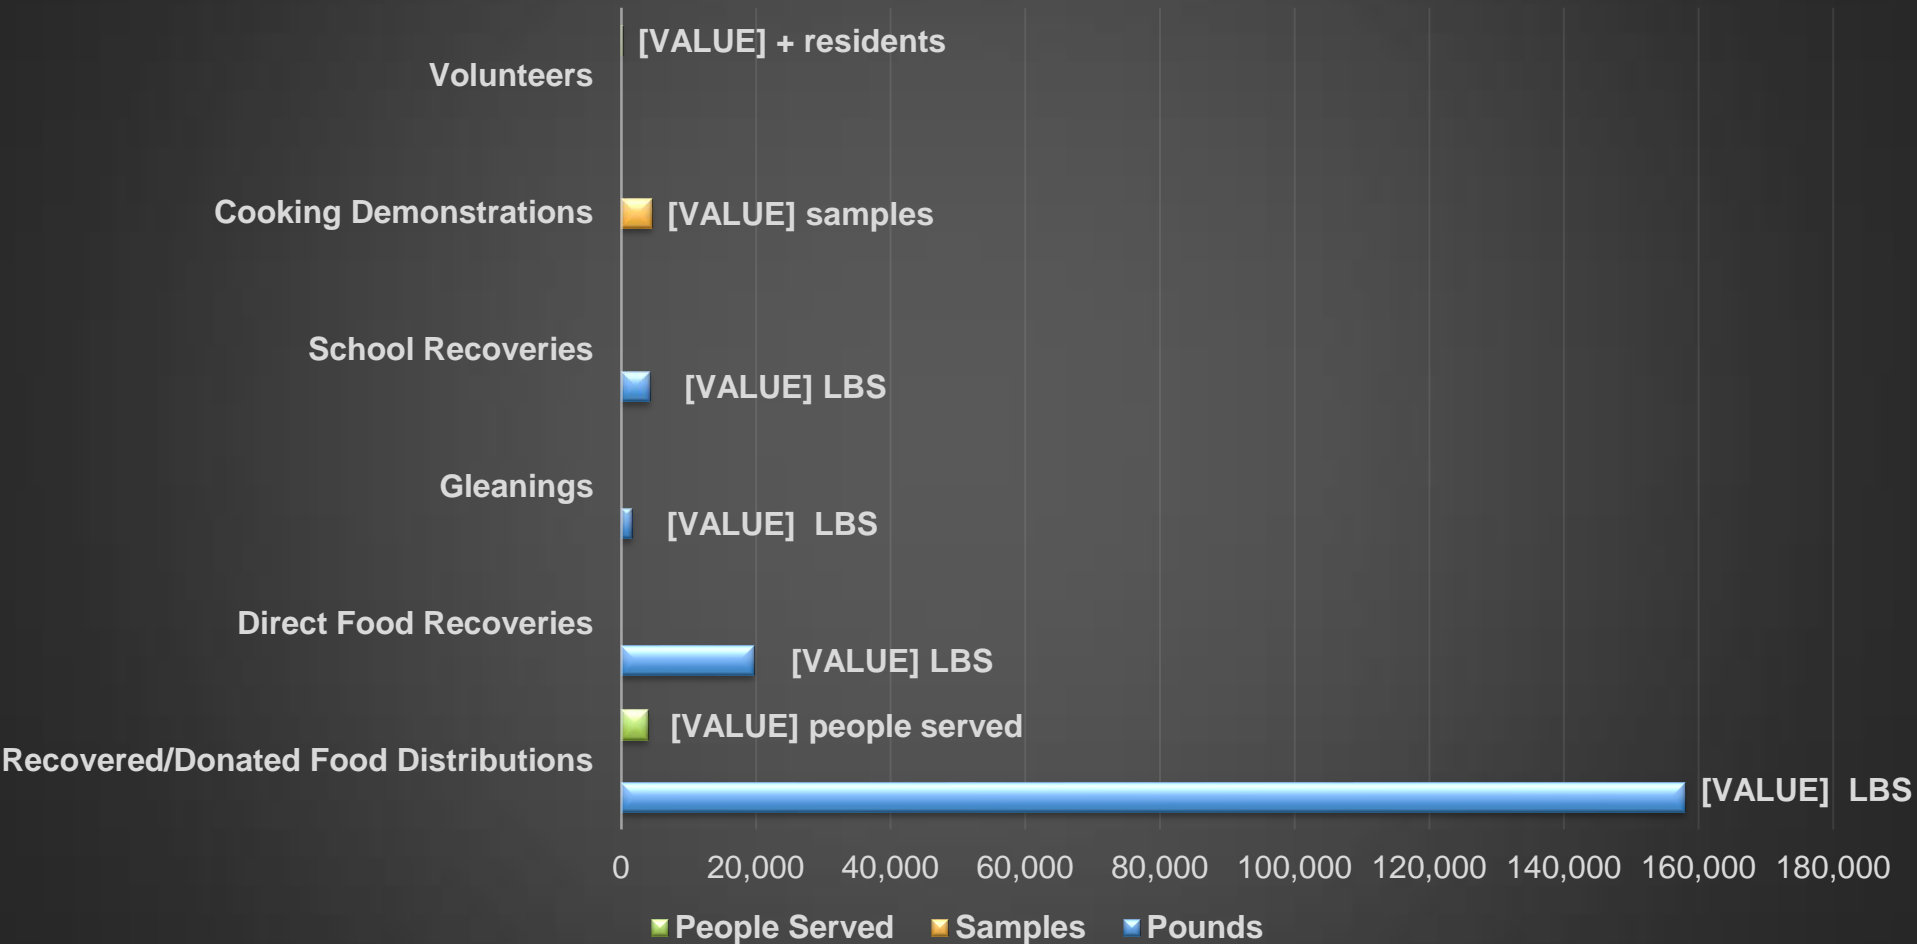 [VALUE] + residents
Volunteers
Cooking Demonstrations
[VALUE] samples
School Recoveries
[VALUE] LBS
Gleanings
[VALUE]  LBS
Direct Food Recoveries
[VALUE] LBS
[VALUE] people served
Recovered/Donated Food Distributions
[VALUE]  LBS
0 20,000 40,000 60,000 80,000 100,000 120,000 140,000 160,000 180,000
People Served Samples Pounds